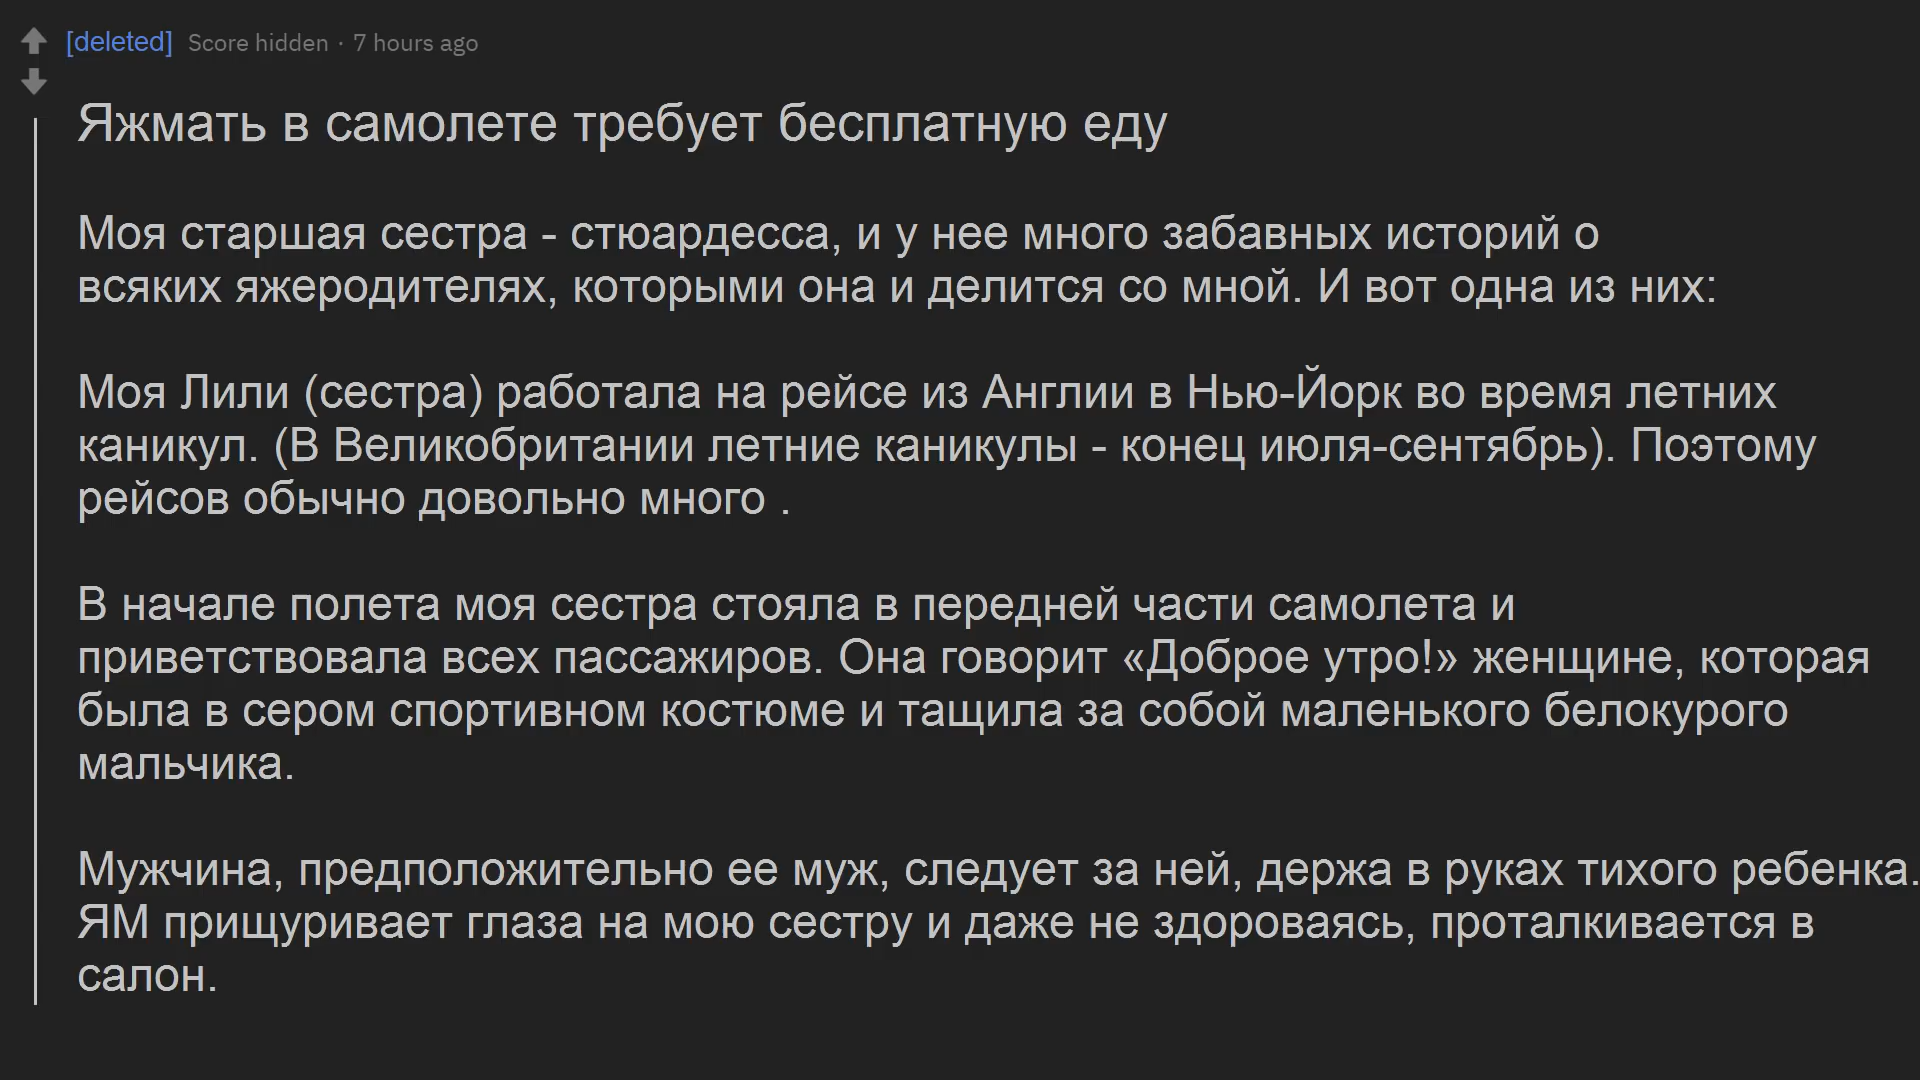 [deleted] Score hidden · 7 hours ago
Яжмать в самолете требует бесплатную еду
Моя старшая сестра - стюардесса, и у нее много забавных историй о
всяких яжеродителях, которыми она и делится со мной. И вот одна из них:
Моя Лили (сестра) работала на рейсе из Англии в Нью-Йорк во время летних
каникул. (В Великобритании летние каникулы - конец июля-сентябрь). Поэтому
рейсов обычно довольно много .
В начале полета моя сестра стояла в передней части самолета и
приветствовала всех пассажиров. Она говорит «Доброе утро!» женщине, которая
была в сером спортивном костюме и тащила за собой маленького белокурого
мальчика.
Мужчина, предположительно ее муж, следует за ней, держа в руках тихого ребенка.
ЯМ прищуривает глаза на мою сестру и даже не здороваясь, проталкивается в
салон.